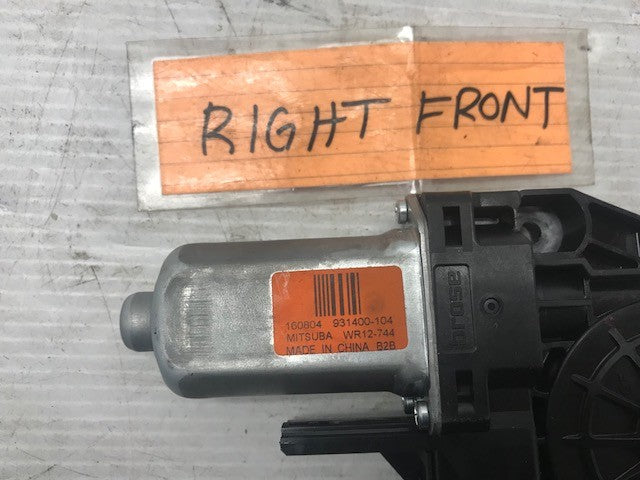 RIGHT FRONT
160804 931400-104
MITSUBA WR12-744
MADE IN CHINA B2B
brose